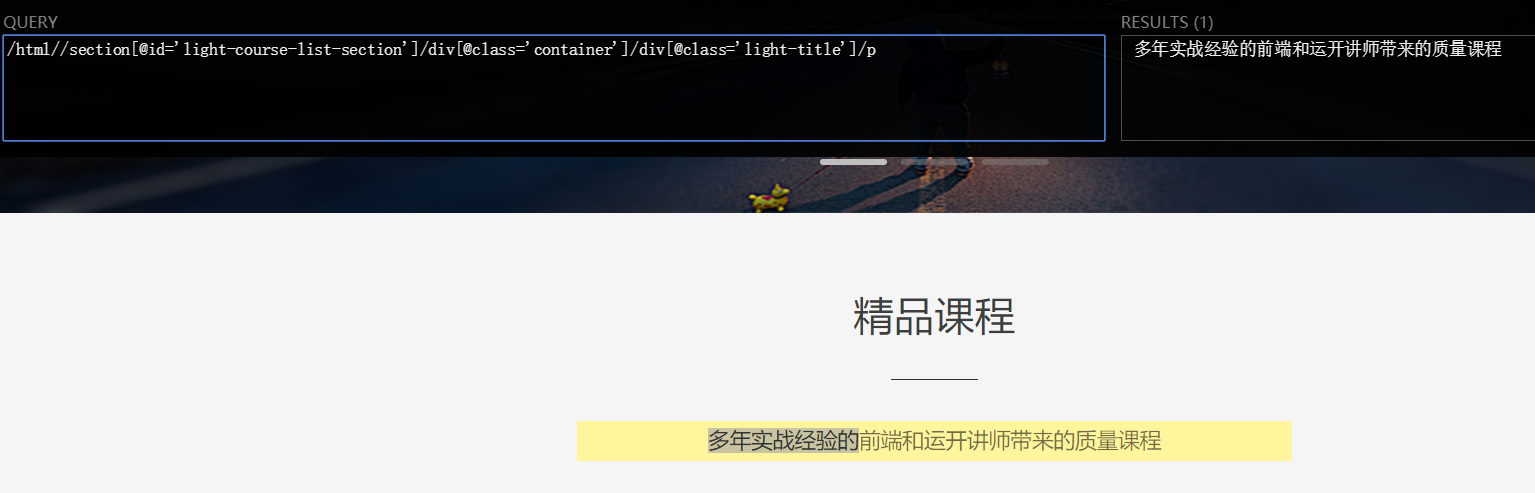 QUERY
RESULTS (1)
/html//section[@id='light-course-list-section']/div[@class='container']/div[@class='light-title']/p
多年实战经验的前端和运开讲师带来的质量课程
精品课程
多年实战经验的前端和运开讲师带来的质量课程